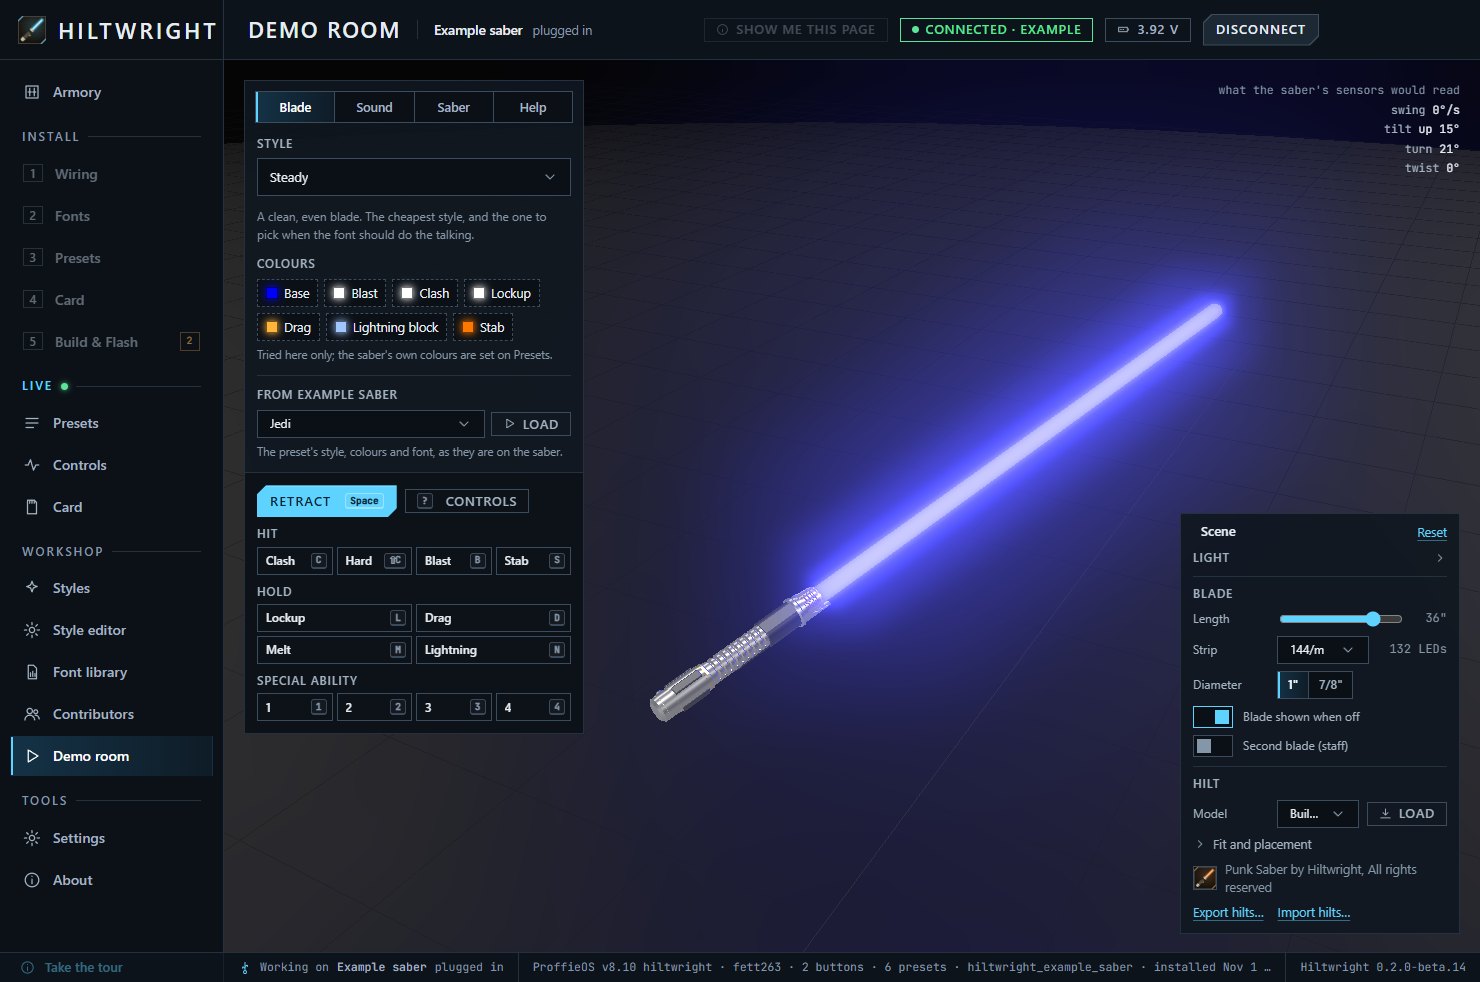 HILTWRIGHT
DEMO ROOM
Example saber plugged in
SHOW ME THIS PAGE
CONNECTED · EXAMPLE
3.92 V
DISCONNECT
Armory
INSTALL
1 Wiring
2 Fonts
3 Presets
4 Card
5 Build & Flash 2
LIVE
Presets
Controls
Card
WORKSHOP
Styles
Style editor
Font library
Contributors
Demo room
TOOLS
Settings
About
Take the tour
Blade Sound Saber Help
STYLE
Steady
A clean, even blade. The cheapest style, and the one to
pick when the font should do the talking.
COLOURS
Base Blast Clash Lockup
Drag Lightning block Stab
Tried here only; the saber's own colours are set on Presets.
FROM EXAMPLE SABER
Jedi LOAD
The preset's style, colours and font, as they are on the saber.
RETRACT Space ? CONTROLS
HIT
Clash C Hard ⇧C Blast B Stab S
HOLD
Lockup L Drag D
Melt M Lightning N
SPECIAL ABILITY
1 1 2 2 3 3 4 4
what the saber's sensors would read
swing 0°/s
tilt up 15°
turn 21°
twist 0°
Scene Reset
LIGHT
BLADE
Length 36"
Strip 144/m 132 LEDs
Diameter 1" 7/8"
Blade shown when off
Second blade (staff)
HILT
Model Buil... LOAD
Fit and placement
Punk Saber by Hiltwright, All rights
reserved
Export hilts... Import hilts...
Working on Example saber plugged in
ProffieOS v8.10 hiltwright · fett263 · 2 buttons · 6 presets · hiltwright_example_saber · installed Nov 1 …
Hiltwright 0.2.0-beta.14